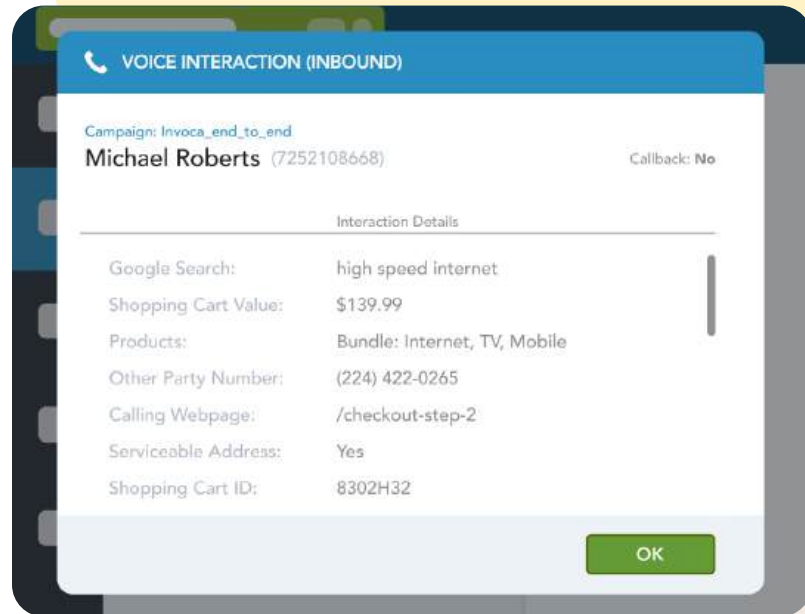 VOICE INTERACTION (INBOUND)
Campaign: Invoca_end_to_end
Michael Roberts (7252108668) Callback: No
Interaction Details
Google Search: high speed internet
Shopping Cart Value: $139.99
Products: Bundle: Internet, TV, Mobile
Other Party Number: (224) 422-0265
Calling Webpage: /checkout-step-2
Serviceable Address: Yes
Shopping Cart ID: 8302H32
OK